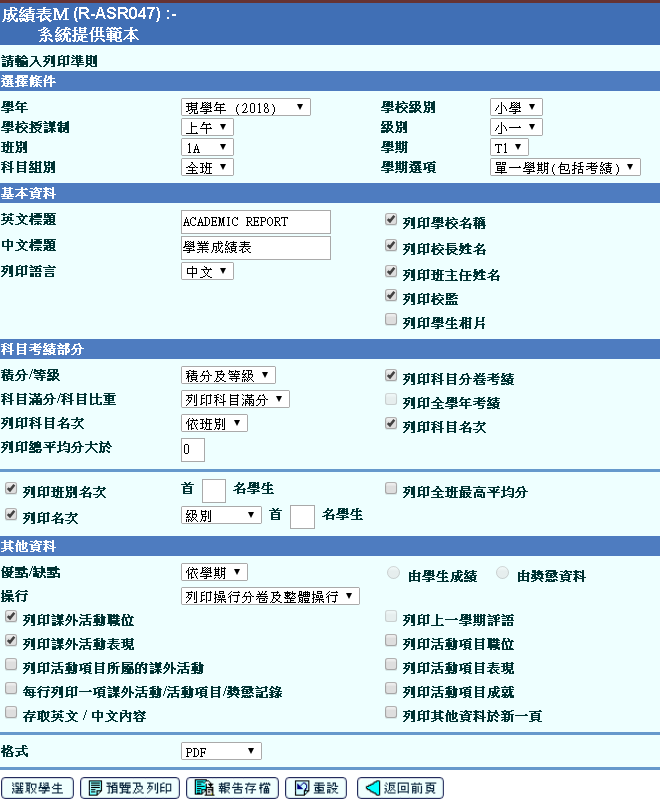 成績表M (R-ASR047) :-
系統提供範本
請輸入列印準則
選擇條件
學年 現學年 (2018) 學校級別 小學
學校授課制 上午 級別 小一
班別 1A 學期 T1
科目組別 全班 學期選項 單一學期(包括考績)
基本資料
英文標題 ACADEMIC REPORT 列印學校名稱
中文標題 學業成績表 列印校長姓名
列印語言 中文 列印班主任姓名
列印校監
列印學生相片
科目考績部分
積分/等級 積分及等級 列印科目分卷考績
科目滿分/科目比重 列印科目滿分 列印全學年考績
列印科目名次 依班別 列印科目名次
列印總平均分大於 0
列印班別名次 首 名學生 列印全班最高平均分
列印名次 級別 首 名學生
其他資料
優點/缺點 依學期 由學生成績 由獎懲資料
操行 列印操行分卷及整體操行
列印課外活動職位 列印上一學期評語
列印課外活動表現 列印活動項目職位
列印活動項目所屬的課外活動 列印活動項目表現
每行列印一項課外活動/活動項目/獎懲記錄 列印活動項目成就
存取英文 / 中文內容 列印其他資料於新一頁
格式 PDF
選取學生 預覽及列印 報告存檔 重設 返回前頁